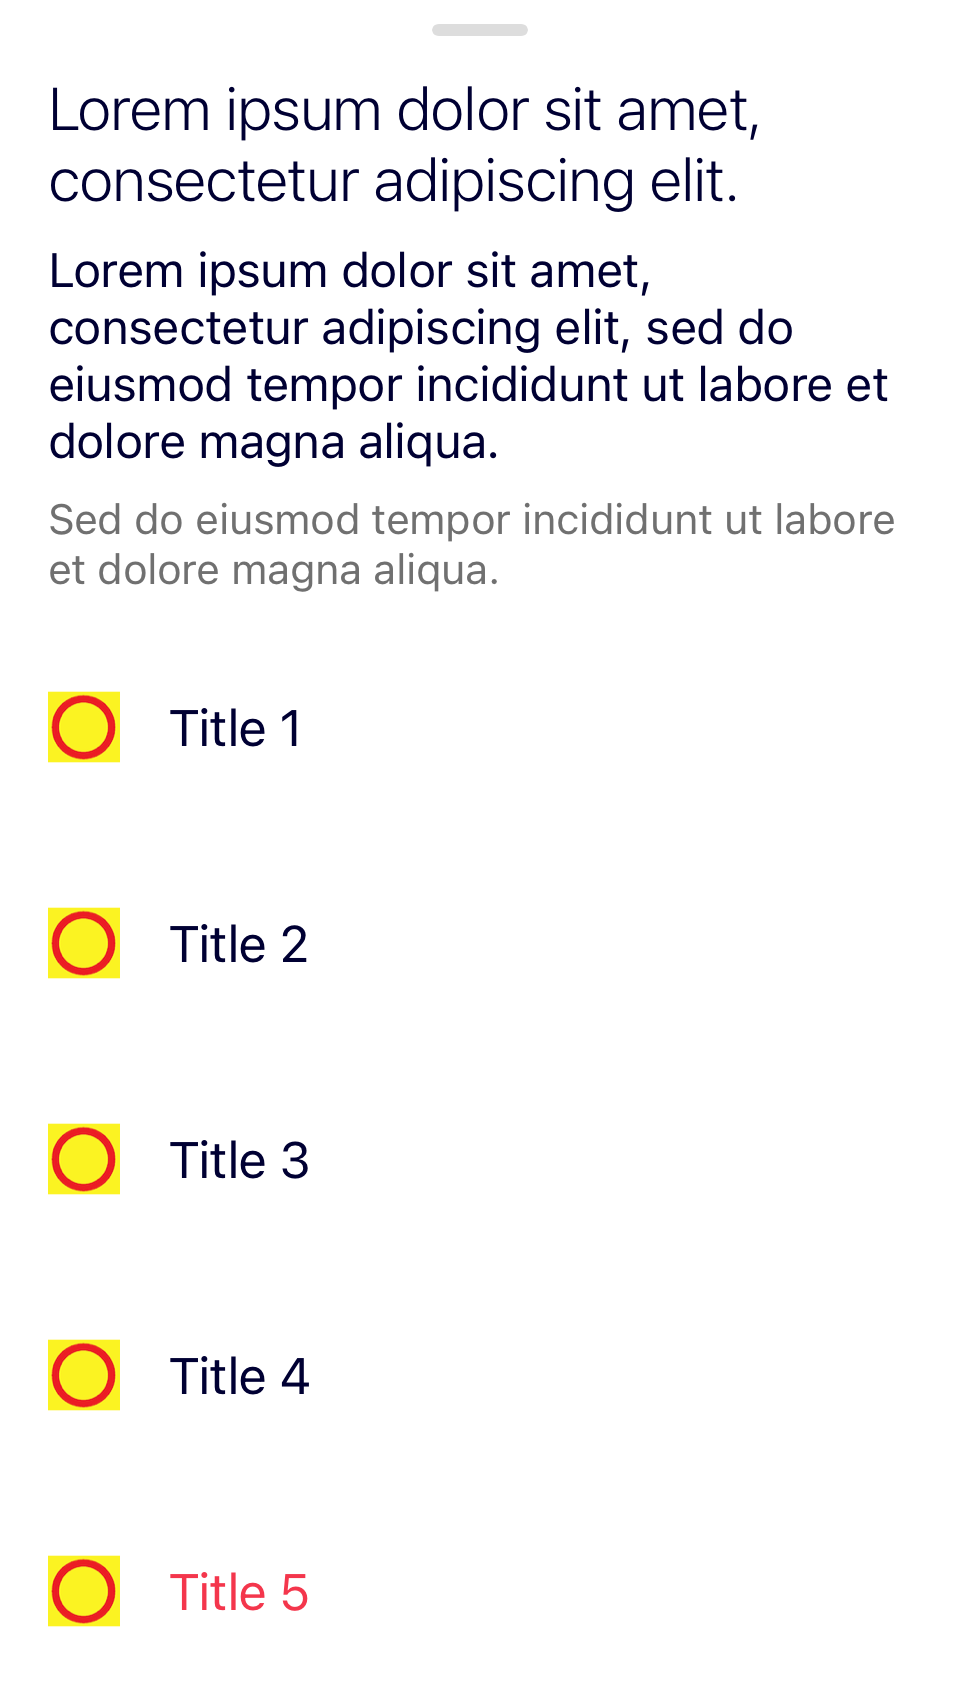 Lorem ipsum dolor sit amet,
consectetur adipiscing elit.
Lorem ipsum dolor sit amet,
consectetur adipiscing elit, sed do
eiusmod tempor incididunt ut labore et
dolore magna aliqua.
Sed do eiusmod tempor incididunt ut labore
et dolore magna aliqua.
Title 1
Title 2
Title 3
Title 4
Title 5